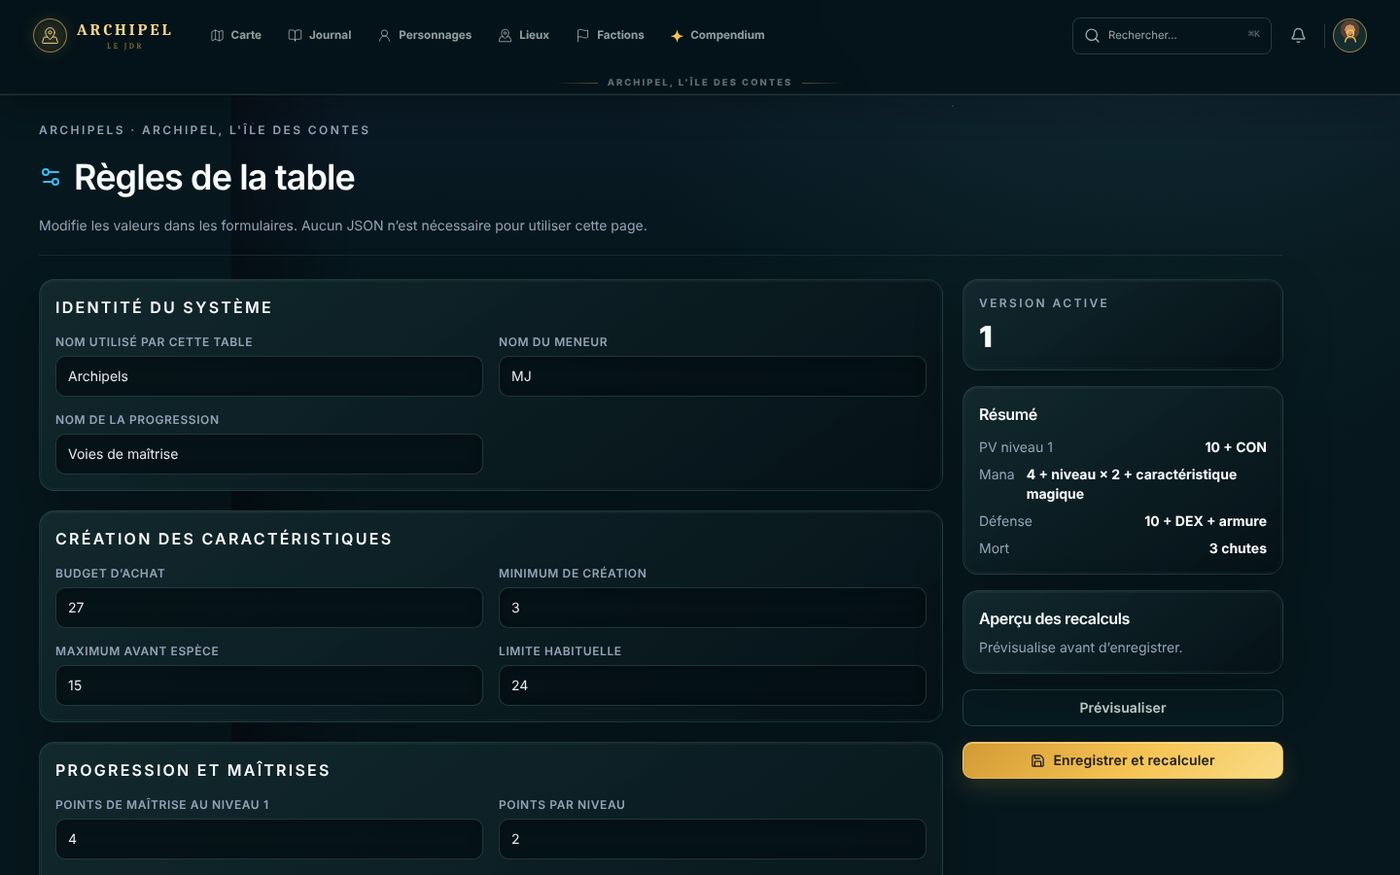 ARCHIPEL
LE JDR
Carte
Journal
Personnages
Lieux
Factions
Compendium
Rechercher...
⌘K
ARCHIPEL, L'ÎLE DES CONTES
ARCHIPELS · ARCHIPEL, L'ÎLE DES CONTES
Règles de la table
Modifie les valeurs dans les formulaires. Aucun JSON n’est nécessaire pour utiliser cette page.
IDENTITÉ DU SYSTÈME
NOM UTILISÉ PAR CETTE TABLE
NOM DU MENEUR
Archipels
MJ
NOM DE LA PROGRESSION
Voies de maîtrise
CRÉATION DES CARACTÉRISTIQUES
BUDGET D’ACHAT
MINIMUM DE CRÉATION
27
3
MAXIMUM AVANT ESPÈCE
LIMITE HABITUELLE
15
24
PROGRESSION ET MAÎTRISES
POINTS DE MAÎTRISE AU NIVEAU 1
POINTS PAR NIVEAU
4
2
VERSION ACTIVE
1
Résumé
PV niveau 1
10 + CON
Mana
4 + niveau × 2 + caractéristique
magique
Défense
10 + DEX + armure
Mort
3 chutes
Aperçu des recalculs
Prévisualise avant d’enregistrer.
Prévisualiser
Enregistrer et recalculer